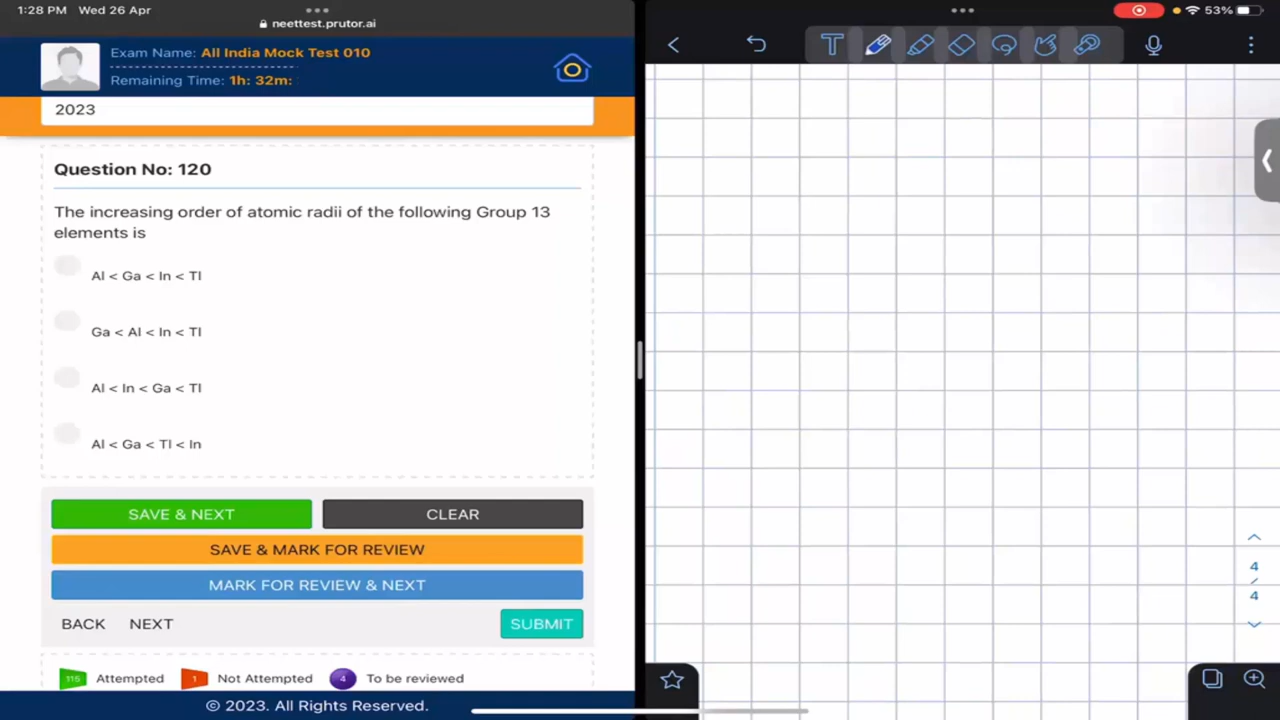 1:28 PM Wed 26 Apr
neettest.prutor.ai
53%
Exam Name: All India Mock Test 010
Remaining Time: 1h: 32m:
2023
Question No: 120
The increasing order of atomic radii of the following Group 13
elements is
Al < Ga < In < Tl
Ga < Al < In < Tl
Al < In < Ga < Tl
Al < Ga < Tl < In
SAVE & NEXT
CLEAR
SAVE & MARK FOR REVIEW
MARK FOR REVIEW & NEXT
BACK
NEXT
SUBMIT
115 Attempted
1 Not Attempted
4 To be reviewed
© 2023. All Rights Reserved.
T
4
/
4